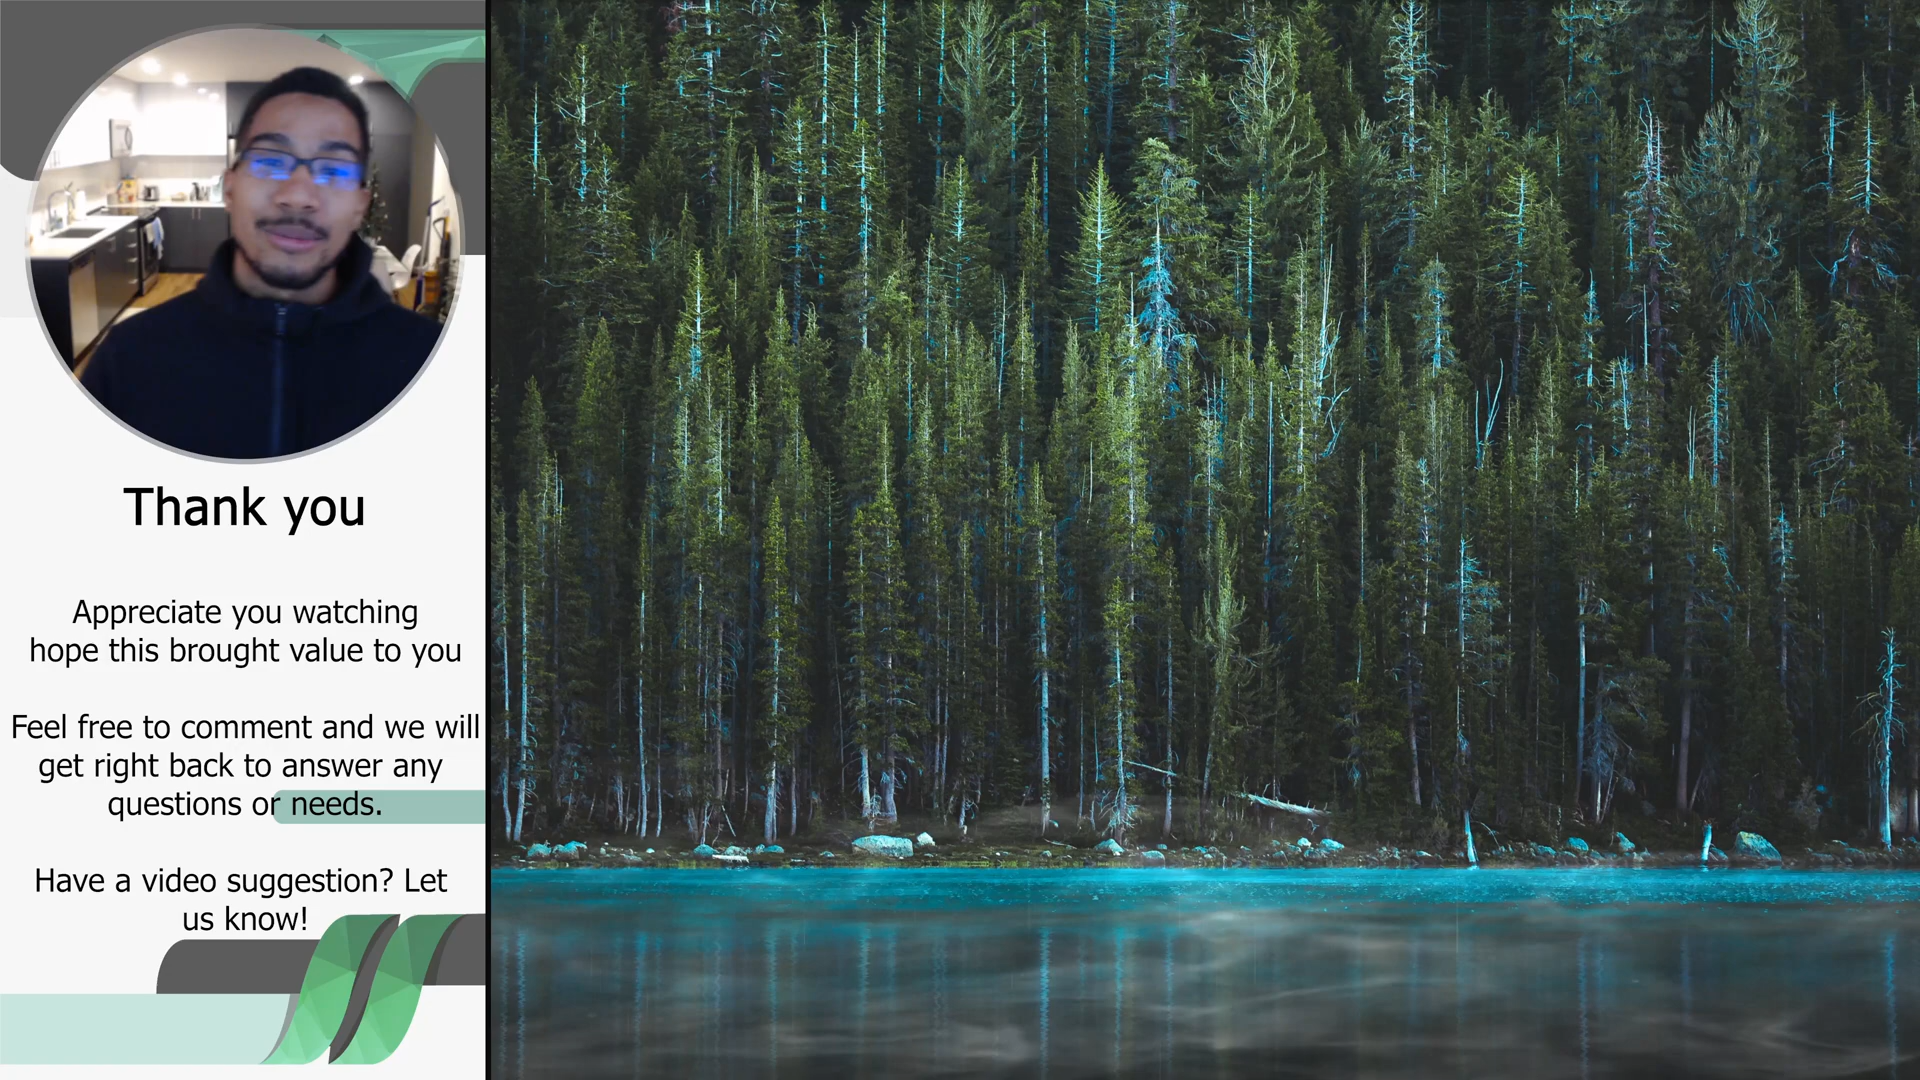 Thank you
Appreciate you watching
hope this brought value to you
Feel free to comment and we will
get right back to answer any
questions or needs.
Have a video suggestion? Let
us know!